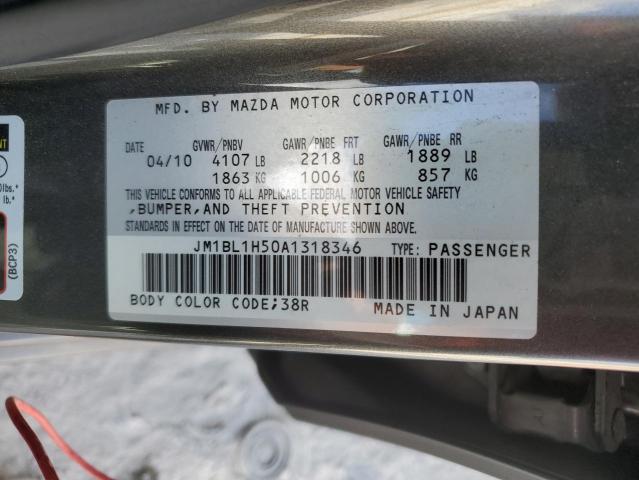 MFD. BY MAZDA MOTOR CORPORATION
DATE GVWR/PNBV GAWR/PNBE FRT GAWR/PNBE RR
04/10 4107 LB 2218 LB 1889 LB
1863 KG 1006 KG 857 KG
THIS VEHICLE CONFORMS TO ALL APPLICABLE FEDERAL MOTOR VEHICLE SAFETY
,BUMPER,AND THEFT PREVENTION
STANDARDS IN EFFECT ON THE DATE OF MANUFACTURE SHOWN ABOVE.
JM1BL1H50A1318346 TYPE: PASSENGER
BODY COLOR CODE;38R MADE IN JAPAN
lbs.*
lb.*
(BCP3)